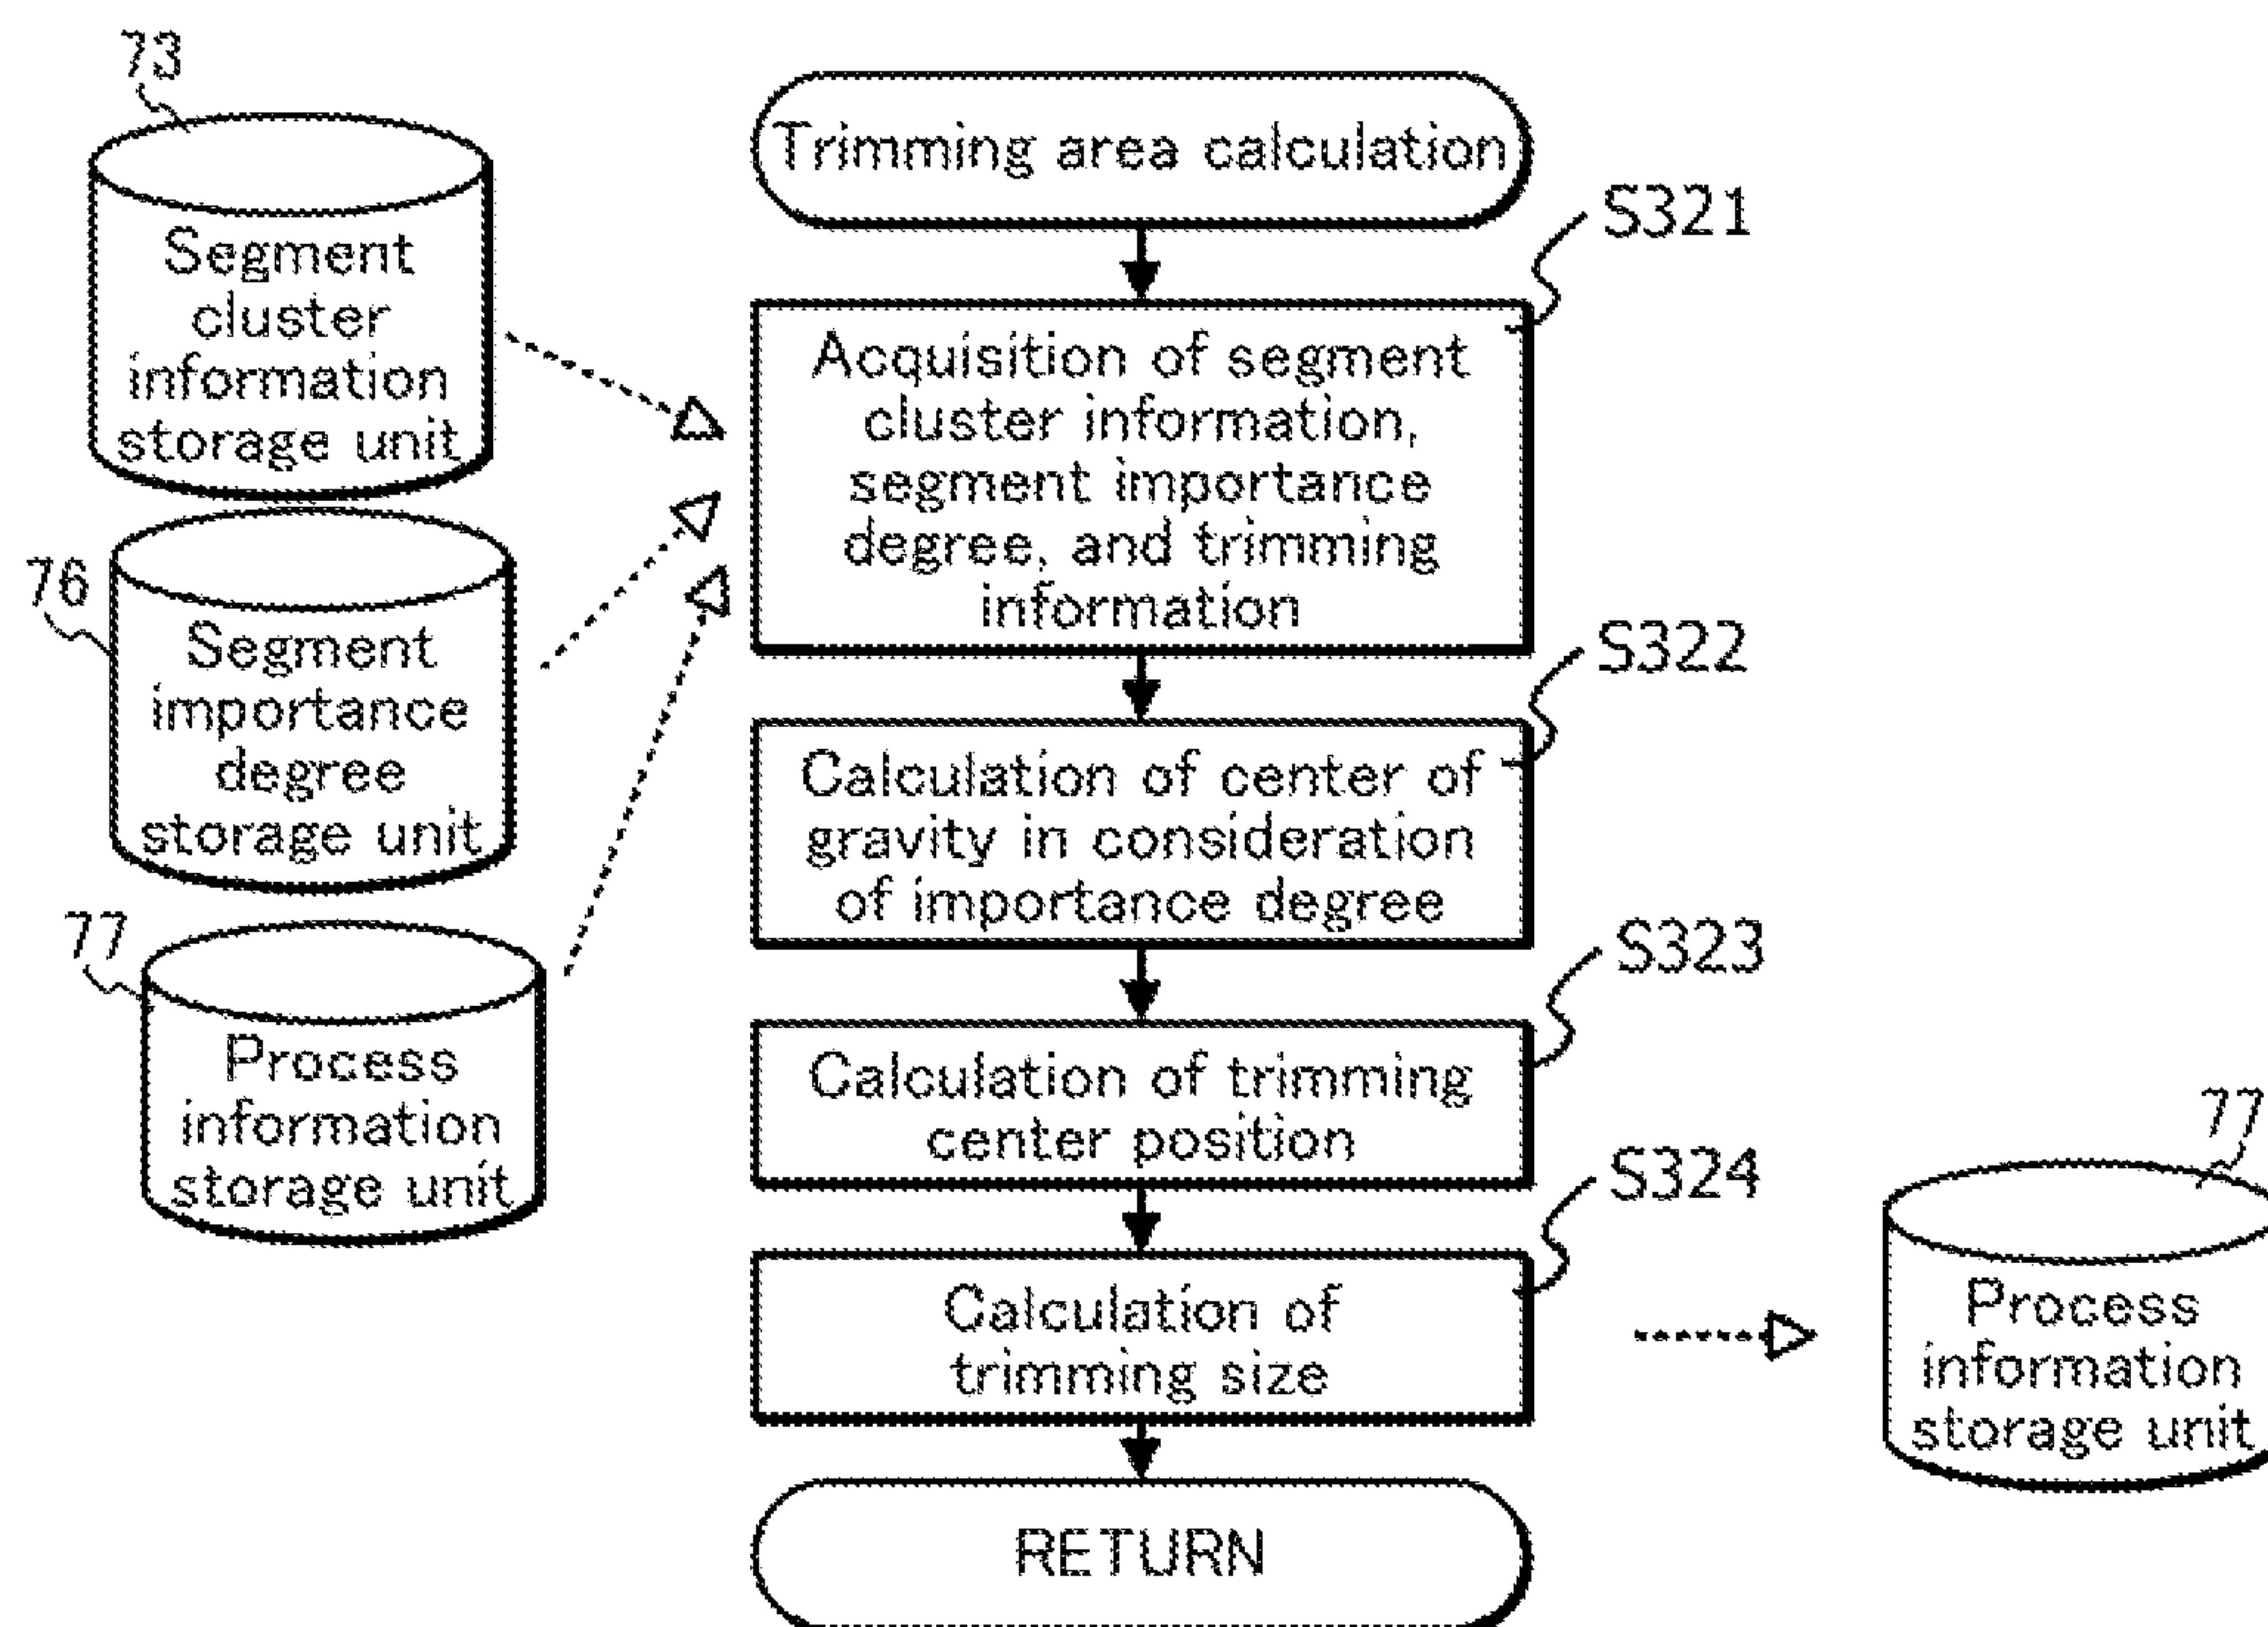 73
Segment
cluster
information
storage unit
76
Segment
importance
degree
storage unit
77
Process
information
storage unit
Trimming area calculation
S321
Acquisition of segment
cluster information,
segment importance
degree, and trimming
information
S322
Calculation of center of
gravity in consideration
of importance degree
S323
Calculation of trimming
center position
S324
Calculation of
trimming size
RETURN
77
Process
information
storage unit